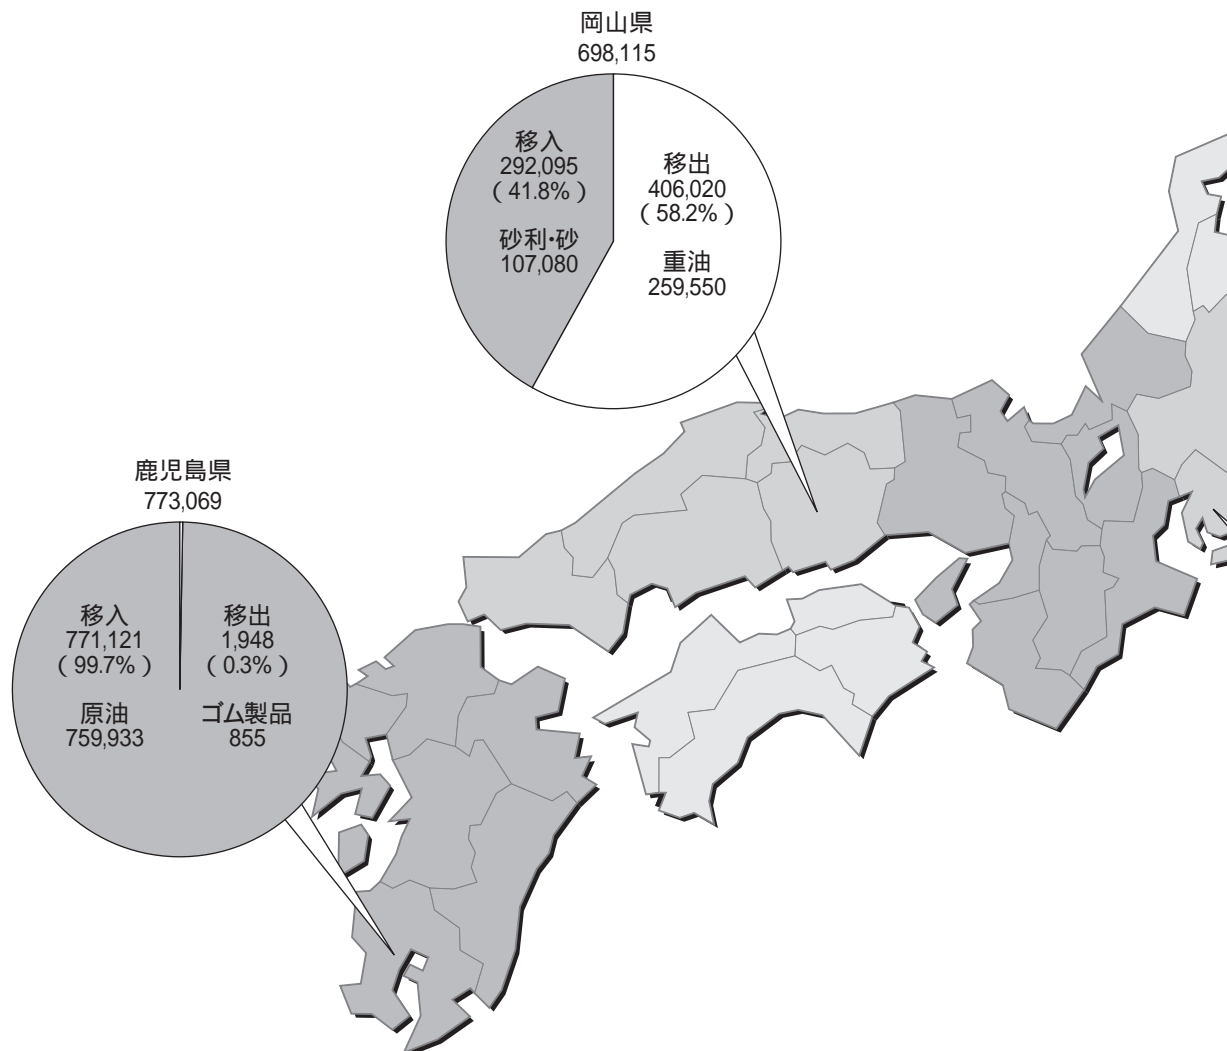 岡山県
698,115
移入
292,095
（41.8%）
砂利・砂
107,080
移出
406,020
（58.2%）
重油
259,550
鹿児島県
773,069
移入
771,121
（99.7%）
原油
759,933
移出
1,948
（0.3%）
ゴム製品
855